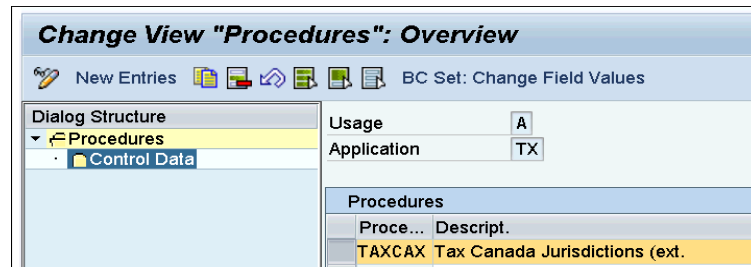 Change View "Procedures": Overview
New Entries BC Set: Change Field Values
Dialog Structure
Procedures
Control Data
Usage A
Application TX
Procedures
Proce... Descript.
TAXCAX Tax Canada Jurisdictions (ext.